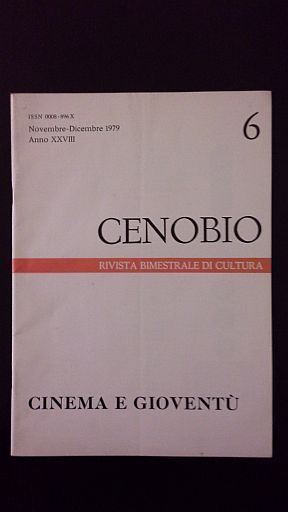 ISSN 0008-896 X
Novembre-Dicembre 1979
Anno XXVIII
6
CENOBIO
RIVISTA BIMESTRALE DI CULTURA
CINEMA E GIOVENTÙ